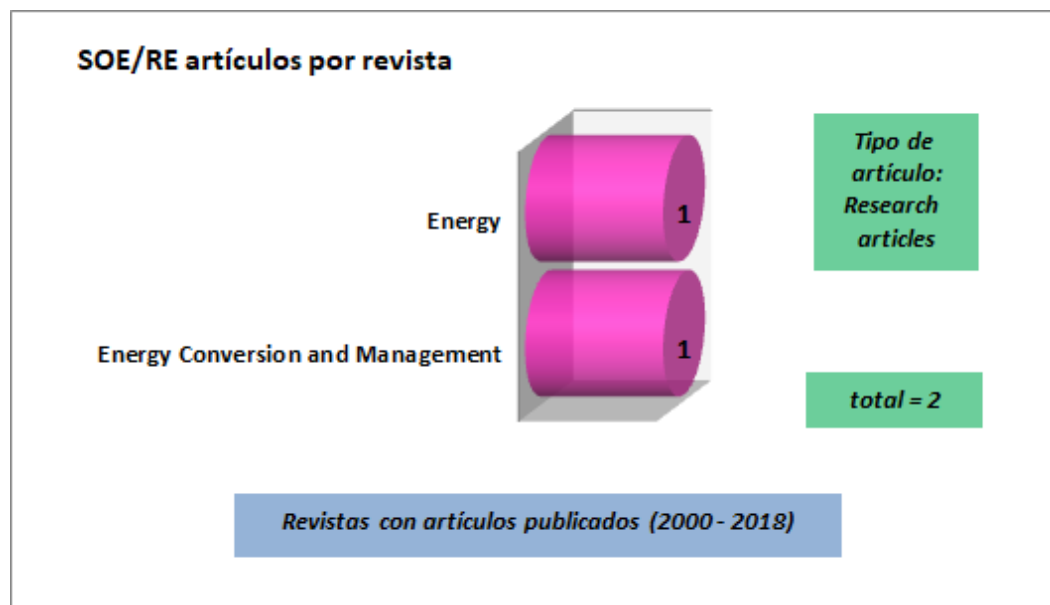 SOE/RE artículos por revista
Energy
1
Energy Conversion and Management
1
Tipo de
artículo:
Research
articles
total = 2
Revistas con artículos publicados (2000 - 2018)